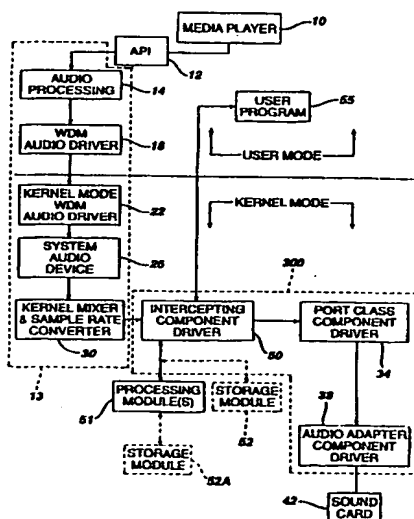 MEDIA PLAYER
10
API
12
AUDIO
PROCESSING
14
USER
PROGRAM
55
WDM
AUDIO DRIVER
18
USER MODE
KERNEL MODE
WDM
AUDIO DRIVER
22
KERNEL MODE
SYSTEM
AUDIO
DEVICE
26
300
KERNEL MIXER
& SAMPLE RATE
CONVERTER
30
INTERCEPTING
COMPONENT
DRIVER
50
PORT CLASS
COMPONENT
DRIVER
34
13
PROCESSING
MODULE(S)
51
STORAGE
MODULE
52
STORAGE
MODULE
52A
AUDIO ADAPTER
COMPONENT
DRIVER
38
SOUND
CARD
42